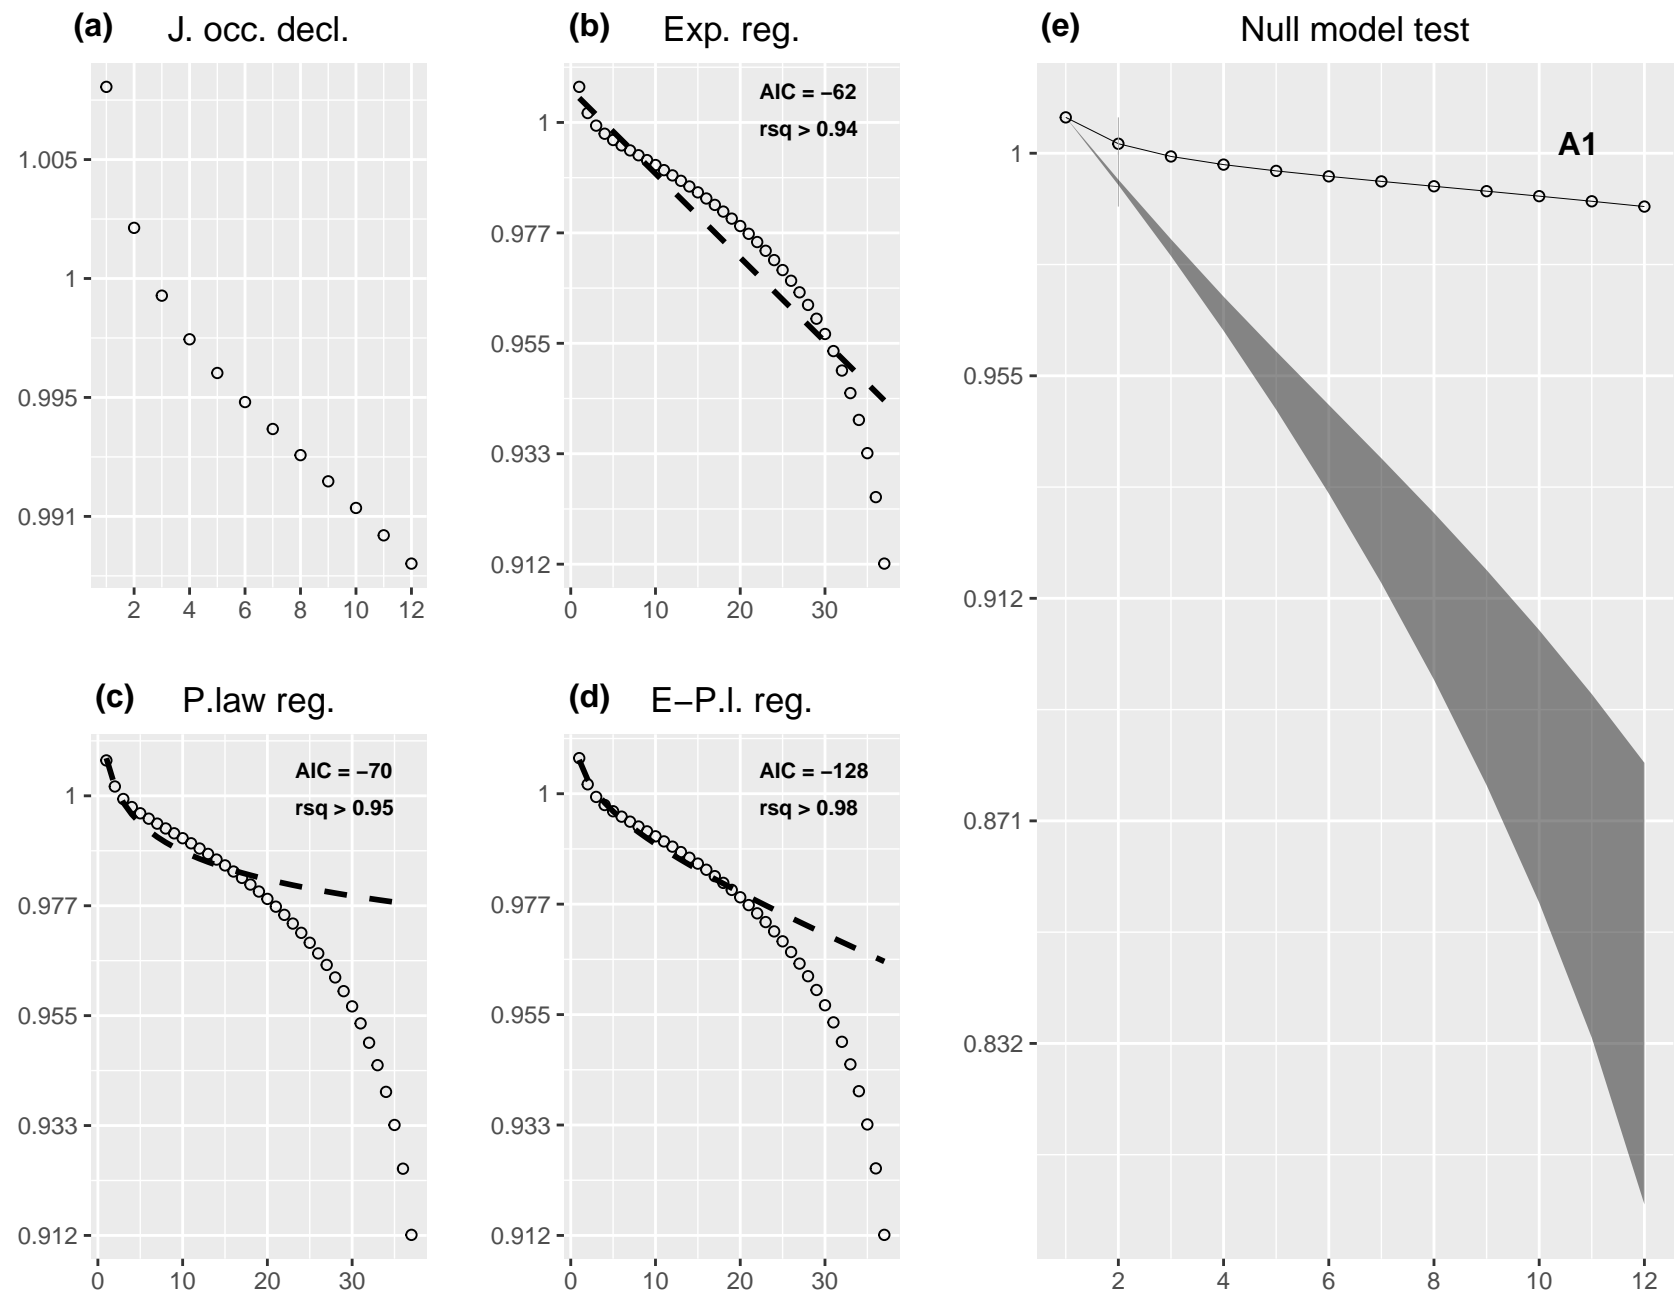 (a) J. occ. decl.
1.005
1
0.995
0.991
2 4 6 8 10 12
(b) Exp. reg.
AIC = −62
rsq > 0.94
1
0.977
0.955
0.933
0.912
0 10 20 30
(c) P.law reg.
AIC = −70
rsq > 0.95
1
0.977
0.955
0.933
0.912
0 10 20 30
(d) E−P.l. reg.
AIC = −128
rsq > 0.98
1
0.977
0.955
0.933
0.912
0 10 20 30
(e) Null model test
A1
1
0.955
0.912
0.871
0.832
2 4 6 8 10 12